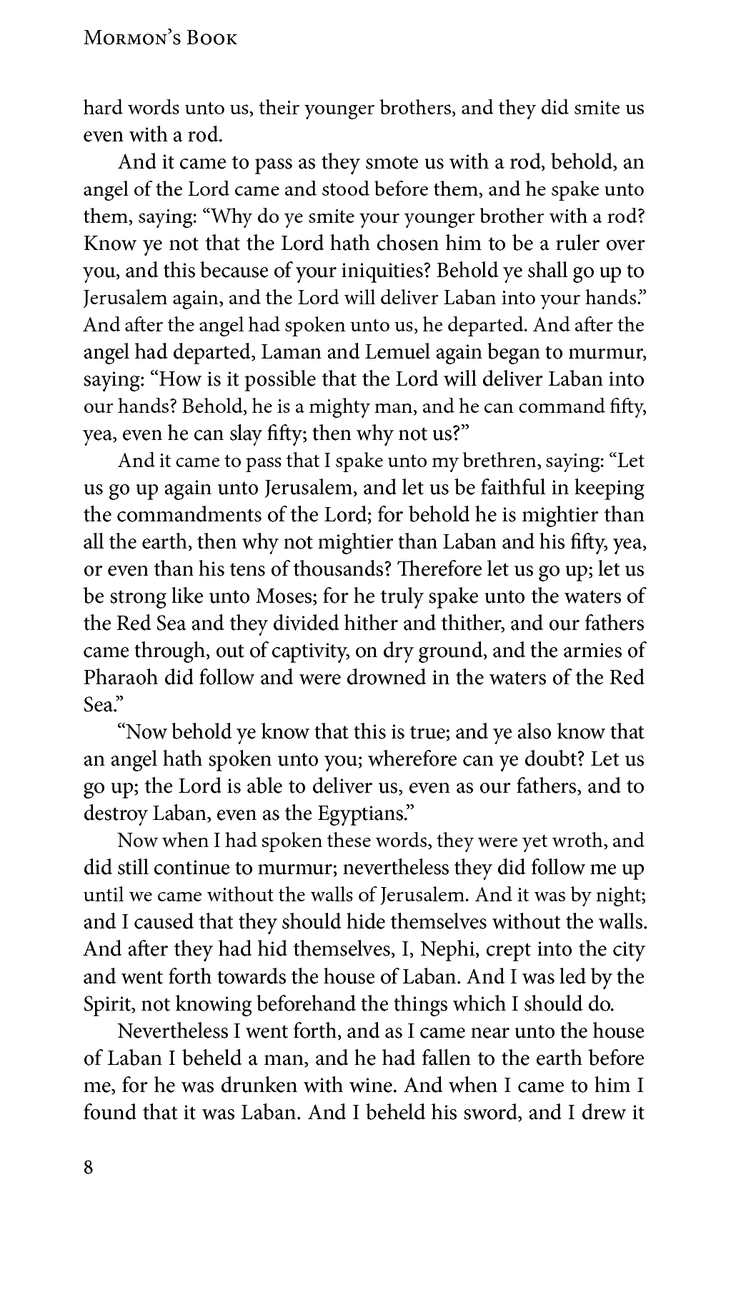 Mormon’s Book
hard words unto us, their younger brothers, and they did smite us
even with a rod.
And it came to pass as they smote us with a rod, behold, an
angel of the Lord came and stood before them, and he spake unto
them, saying: “Why do ye smite your younger brother with a rod?
Know ye not that the Lord hath chosen him to be a ruler over
you, and this because of your iniquities? Behold ye shall go up to
Jerusalem again, and the Lord will deliver Laban into your hands.”
And after the angel had spoken unto us, he departed. And after the
angel had departed, Laman and Lemuel again began to murmur,
saying: “How is it possible that the Lord will deliver Laban into
our hands? Behold, he is a mighty man, and he can command fifty,
yea, even he can slay fifty; then why not us?”
And it came to pass that I spake unto my brethren, saying: “Let
us go up again unto Jerusalem, and let us be faithful in keeping
the commandments of the Lord; for behold he is mightier than
all the earth, then why not mightier than Laban and his fifty, yea,
or even than his tens of thousands? Therefore let us go up; let us
be strong like unto Moses; for he truly spake unto the waters of
the Red Sea and they divided hither and thither, and our fathers
came through, out of captivity, on dry ground, and the armies of
Pharaoh did follow and were drowned in the waters of the Red
Sea.”
“Now behold ye know that this is true; and ye also know that
an angel hath spoken unto you; wherefore can ye doubt? Let us
go up; the Lord is able to deliver us, even as our fathers, and to
destroy Laban, even as the Egyptians.”
Now when I had spoken these words, they were yet wroth, and
did still continue to murmur; nevertheless they did follow me up
until we came without the walls of Jerusalem. And it was by night;
and I caused that they should hide themselves without the walls.
And after they had hid themselves, I, Nephi, crept into the city
and went forth towards the house of Laban. And I was led by the
Spirit, not knowing beforehand the things which I should do.
Nevertheless I went forth, and as I came near unto the house
of Laban I beheld a man, and he had fallen to the earth before
me, for he was drunken with wine. And when I came to him I
found that it was Laban. And I beheld his sword, and I drew it
8